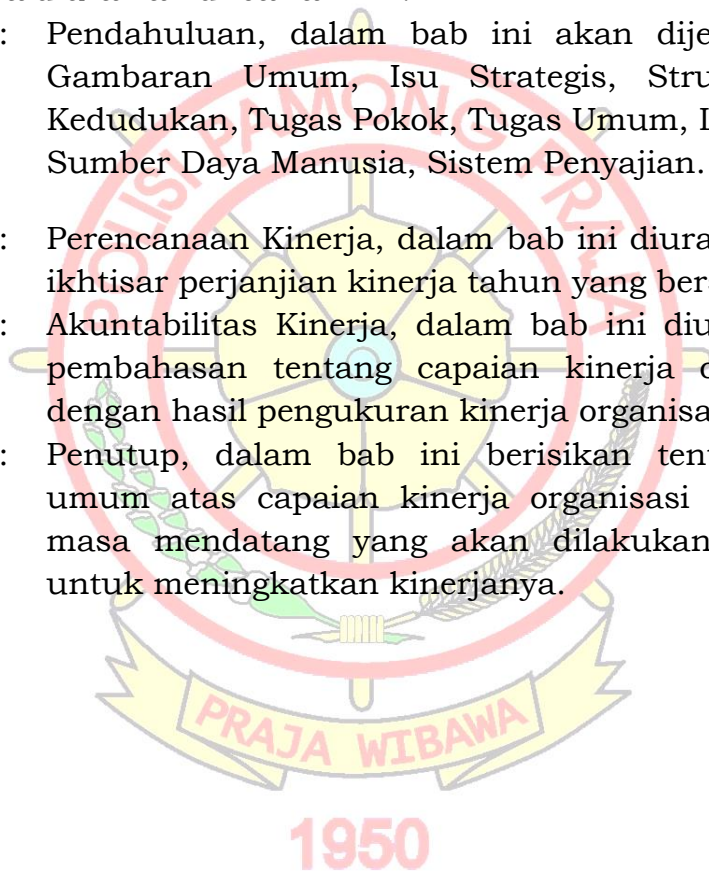 : Pendahuluan, dalam bab ini akan dije
Gambaran Umum, Isu Strategis, Stru
Kedudukan, Tugas Pokok, Tugas Umum,
Sumber Daya Manusia, Sistem Penyajian.
: Perencanaan Kinerja, dalam bab ini diura
ikhtisar perjanjian kinerja tahun yang ber
: Akuntabilitas Kinerja, dalam bab ini diu
pembahasan tentang capaian kinerja o
dengan hasil pengukuran kinerja organisa
: Penutup, dalam bab ini berisikan ten
umum atas capaian kinerja organisasi
masa mendatang yang akan dilakukan
untuk meningkatkan kinerjanya.
POLISI PAMONG PRAJA
PRAJA WIBAWA
1950